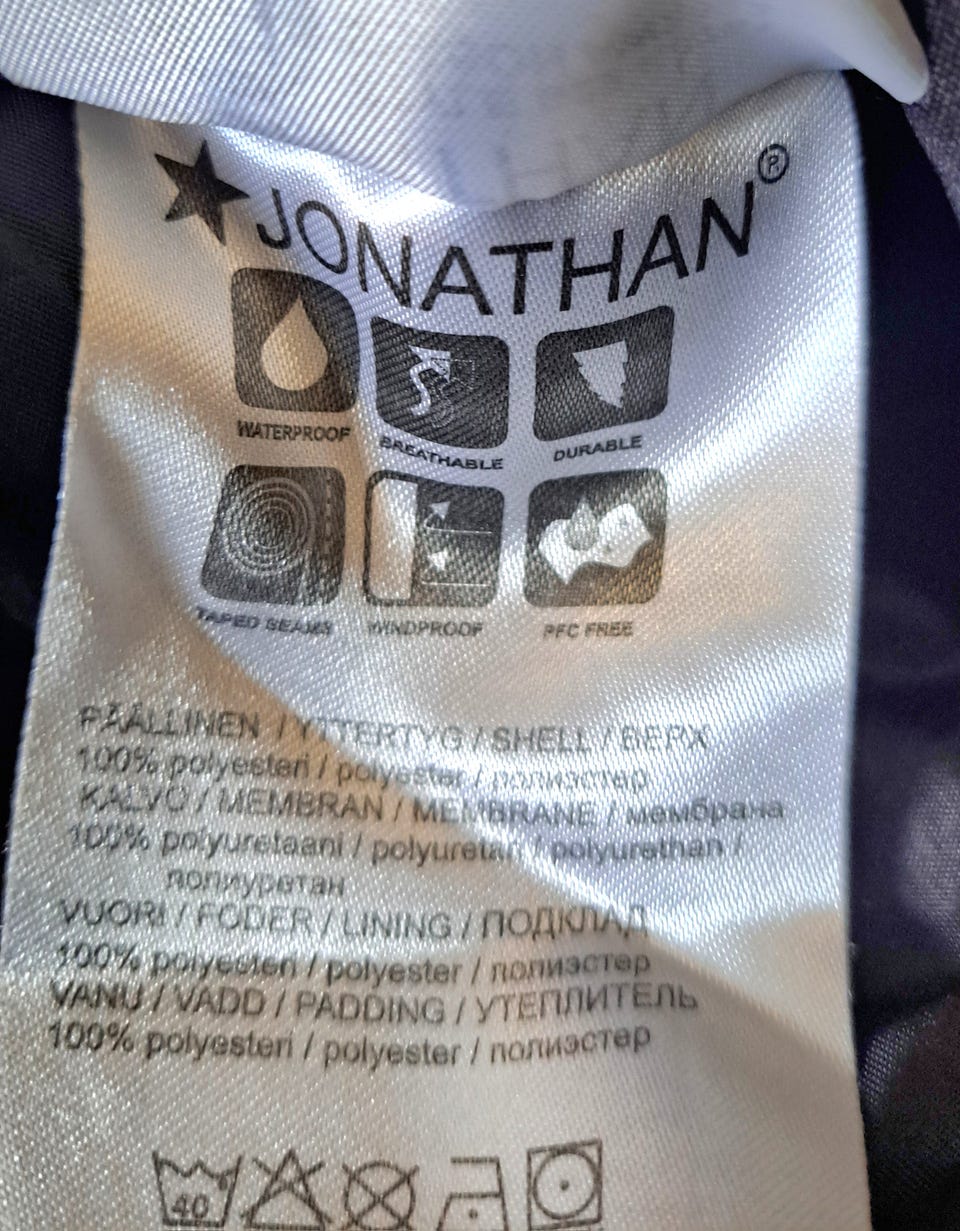 JONATHAN®
WATERPROOF BREATHABLE DURABLE
TAPED SEAMS WINDPROOF PFC FREE
PÄÄLLINEN / YTTERTYG / SHELL / ВЕРХ
100% polyesteri / polyester / полиэстер
KALVO / MEMBRAN / MEMBRANE / мембрана
100% polyuretaani / polyuretan / polyurethan /
полиуретан
VUORI / FODER / LINING / ПОДКЛАД
100% polyesteri / polyester / полиэстер
VANU / VADD / PADDING / УТЕПЛИТЕЛЬ
100% polyesteri / polyester / полиэстер
40